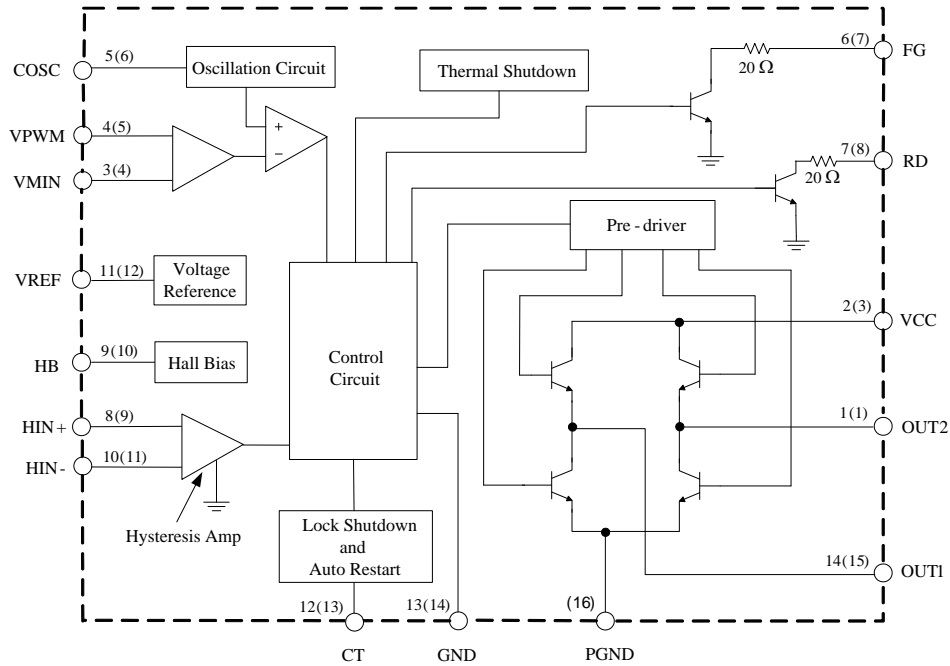 6(7)
FG
20 Ω
5(6)
COSC
Oscillation Circuit
Thermal Shutdown
4(5)
VPWM
+
−
3(4)
VMIN
7(8)
RD
20 Ω
Pre - driver
11(12)
VREF
Voltage
Reference
2(3)
VCC
9(10)
HB
Hall Bias
Control
Circuit
8(9)
HIN+
1(1)
OUT2
10(11)
HIN-
Hysteresis Amp
Lock Shutdown
and
Auto Restart
14(15)
OUT1
12(13)
13(14)
(16)
CT
GND
PGND